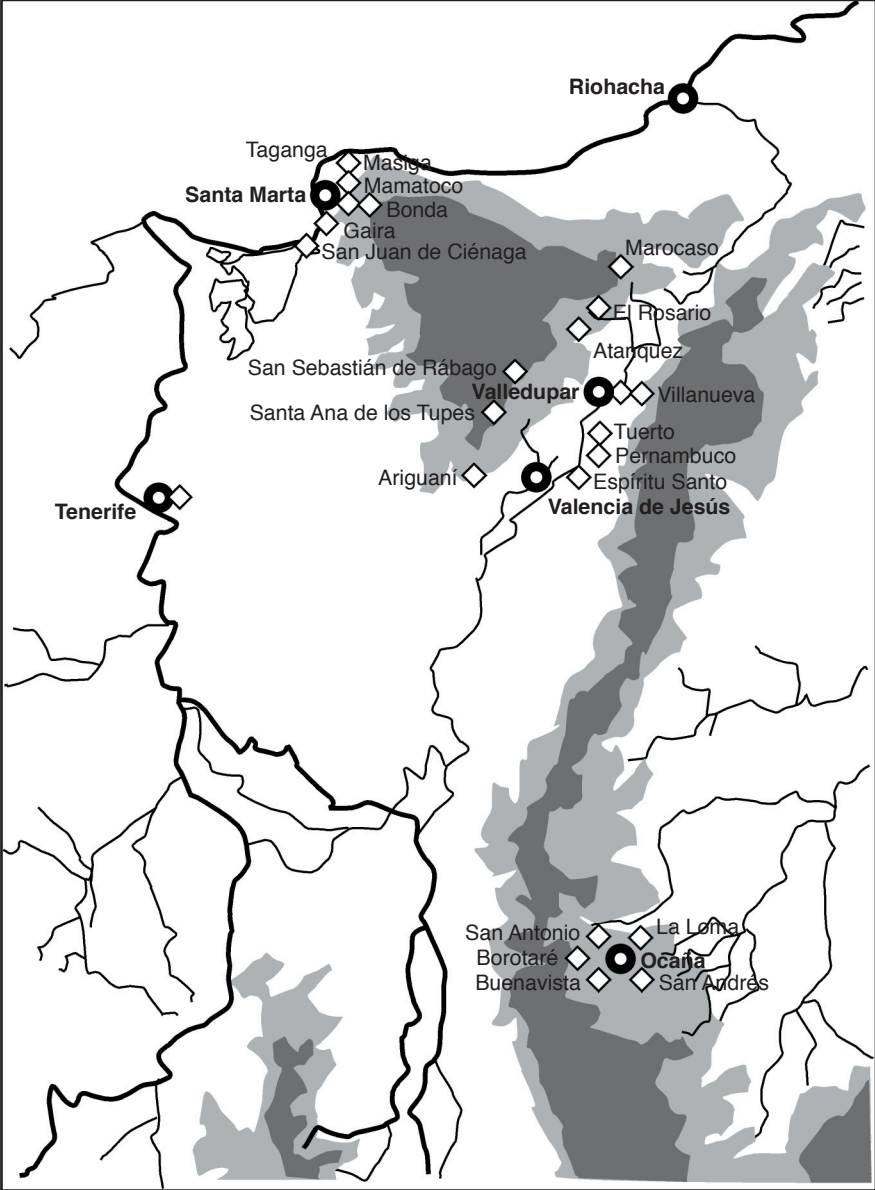 Riohacha
Taganga
Masiga
Mamatoco
Santa Marta
Bonda
Gaira
San Juan de Ciénaga
Marocaso
El Rosario
Atanquez
San Sebastián de Rábago
Valledupar
Villanueva
Santa Ana de los Tupes
Tuerto
Pernambuco
Ariguaní
Espíritu Santo
Valencia de Jesús
Tenerife
San Antonio
La Loma
Borotaré
Ocaña
Buenavista
San Andrés